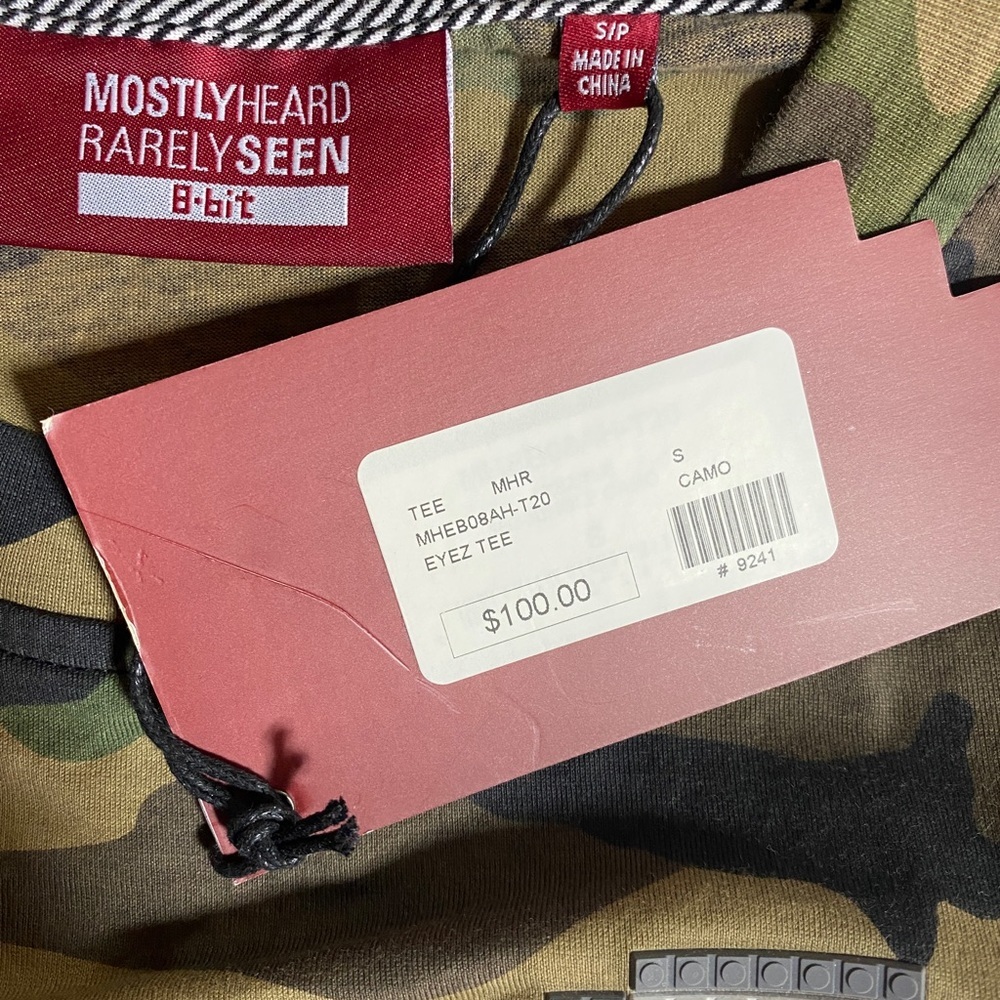 MOSTLYHEARD
RARELYSEEN
8-bit
S/P
MADE IN
CHINA
TEE MHR
MHEB08AH-T20
EYEZ TEE
$100.00
S
CAMO
# 9241